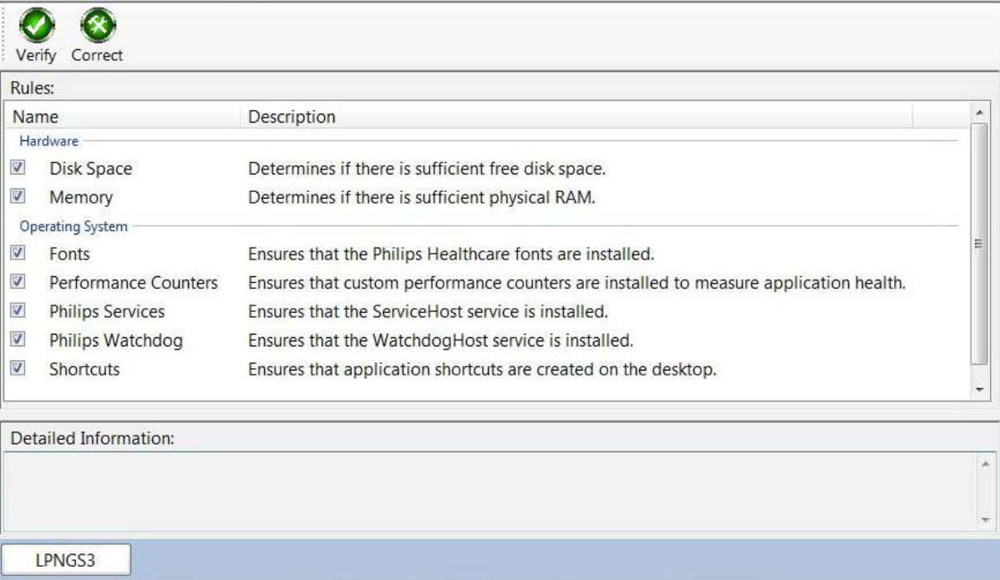 Verify Correct
Rules:
Name Description
Hardware
Disk Space Determines if there is sufficient free disk space.
Memory Determines if there is sufficient physical RAM.
Operating System
Fonts Ensures that the Philips Healthcare fonts are installed.
Performance Counters Ensures that custom performance counters are installed to measure application health.
Philips Services Ensures that the ServiceHost service is installed.
Philips Watchdog Ensures that the WatchdogHost service is installed.
Shortcuts Ensures that application shortcuts are created on the desktop.
Detailed Information:
LPNGS3